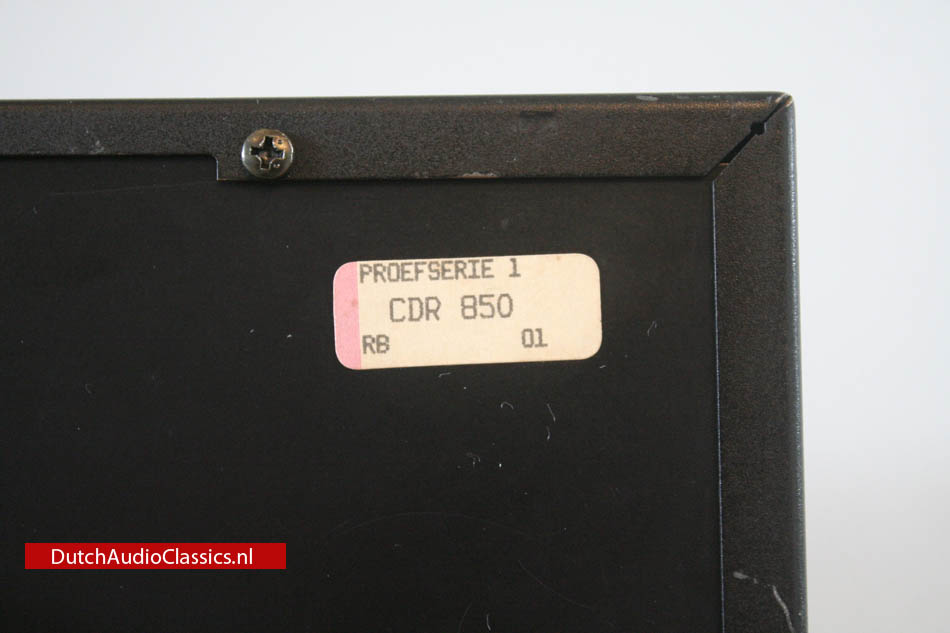 PROEFSERIE 1
CDR 850
RB 01
DutchAudioClassics.nl